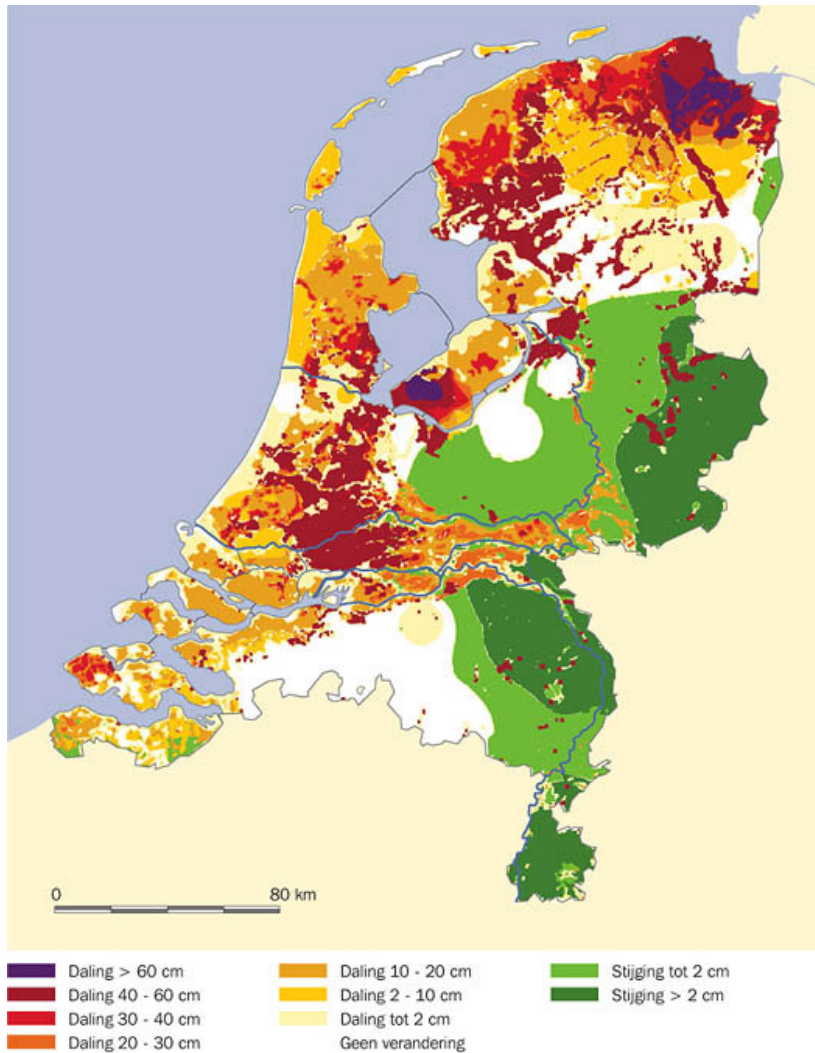 0 80 km
Daling > 60 cm
Daling 40 - 60 cm
Daling 30 - 40 cm
Daling 20 - 30 cm
Daling 10 - 20 cm
Daling 2 - 10 cm
Daling tot 2 cm
Geen verandering
Stijging tot 2 cm
Stijging > 2 cm